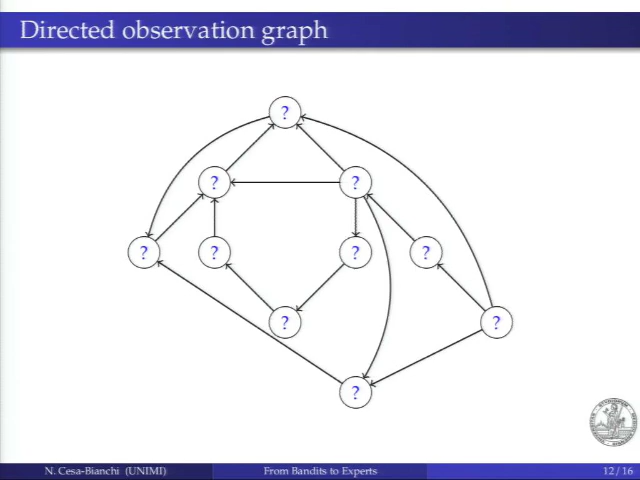 Directed observation graph
?
? ?
? ? ? ?
? ?
?
N. Cesa-Bianchi (UNIMI) From Bandits to Experts 12 / 16